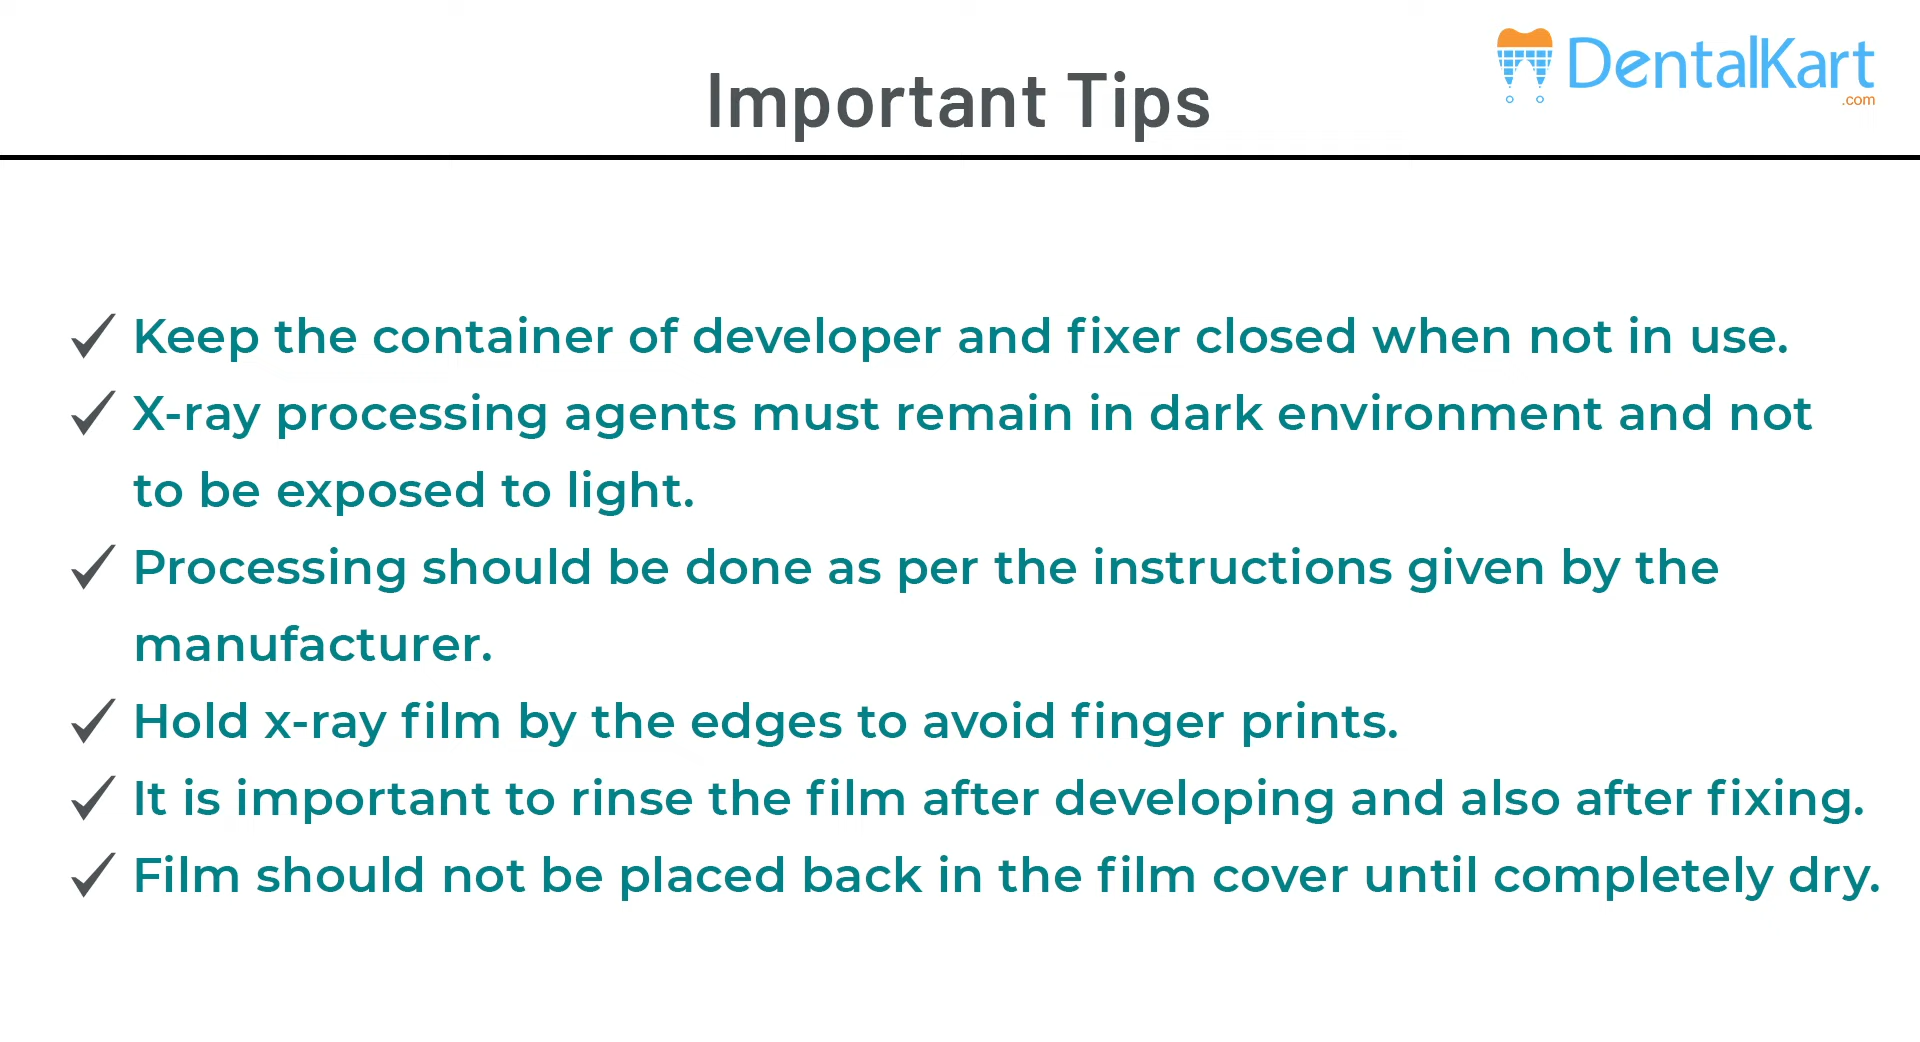 DentalKart
.com
Important Tips
✓ Keep the container of developer and fixer closed when not in use.
✓ X-ray processing agents must remain in dark environment and not
to be exposed to light.
✓ Processing should be done as per the instructions given by the
manufacturer.
✓ Hold x-ray film by the edges to avoid finger prints.
✓ It is important to rinse the film after developing and also after fixing.
✓ Film should not be placed back in the film cover until completely dry.